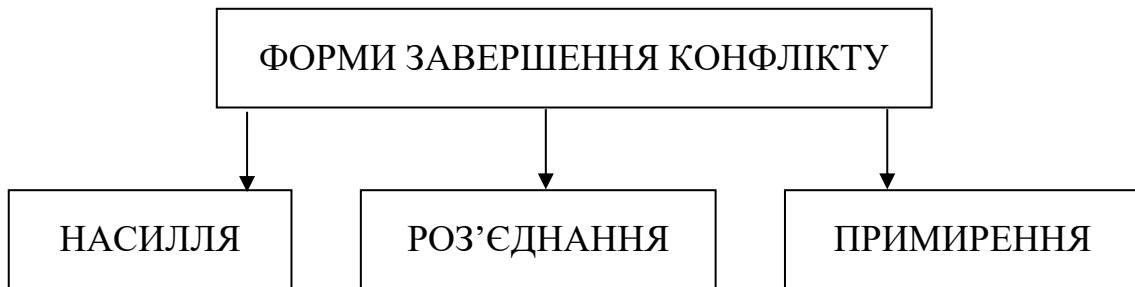 ФОРМИ ЗАВЕРШЕННЯ КОНФЛІКТУ
НАСИЛЛЯ
РОЗ’ЄДНАННЯ
ПРИМИРЕННЯ